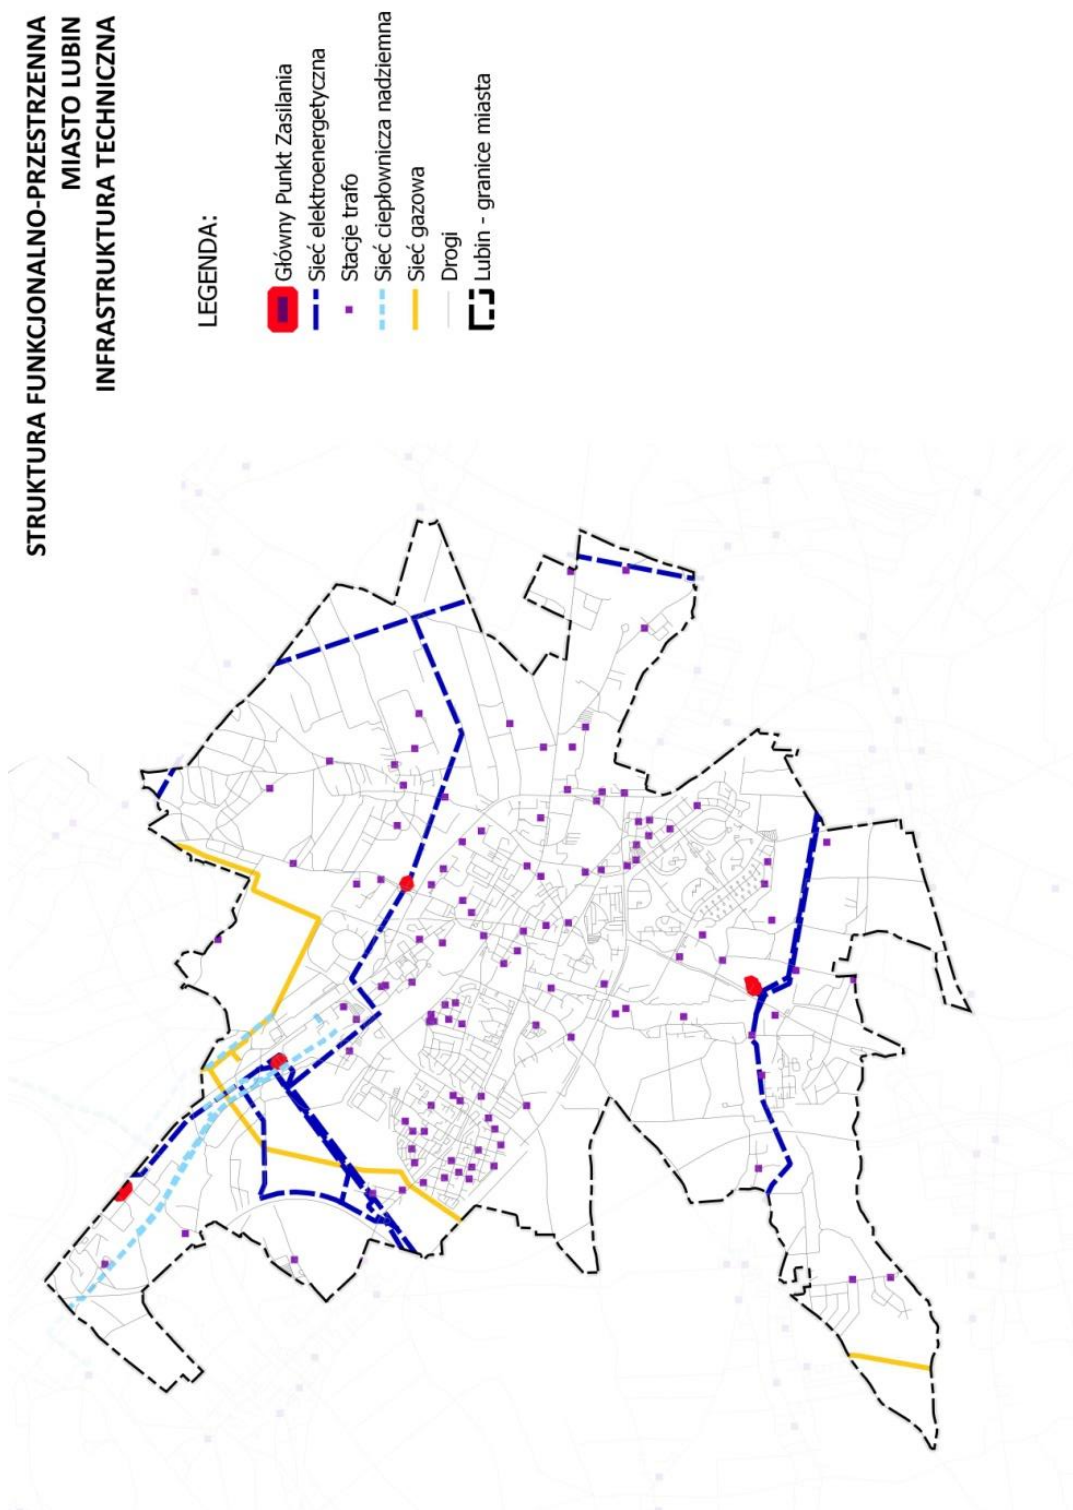 STRUKTURA FUNKCJONALNO-PRZESTRZENNA
MIASTO LUBIN
INFRASTRUKTURA TECHNICZNA
LEGENDA:
Główny Punkt Zasilania
Sieć elektroenergetyczna
Stacje trafo
Sieć ciepłownicza nadziemna
Sieć gazowa
Drogi
Lubin - granice miasta